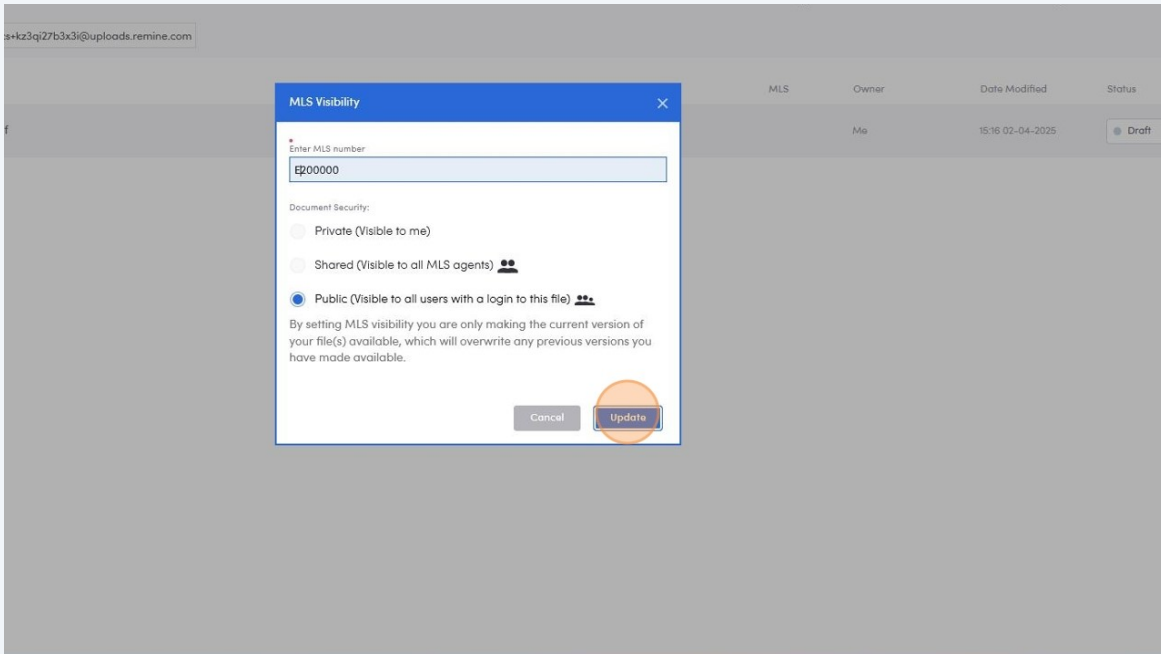 cs+kz3qi27b3x3i@uploads.remine.com
MLS Owner Date Modified Status
f Me 15:16 02-04-2025 Draft
MLS Visibility
*
Enter MLS number
E200000
Document Security:
Private (Visible to me)
Shared (Visible to all MLS agents)
Public (Visible to all users with a login to this file)
By setting MLS visibility you are only making the current version of
your file(s) available, which will overwrite any previous versions you
have made available.
Cancel Update